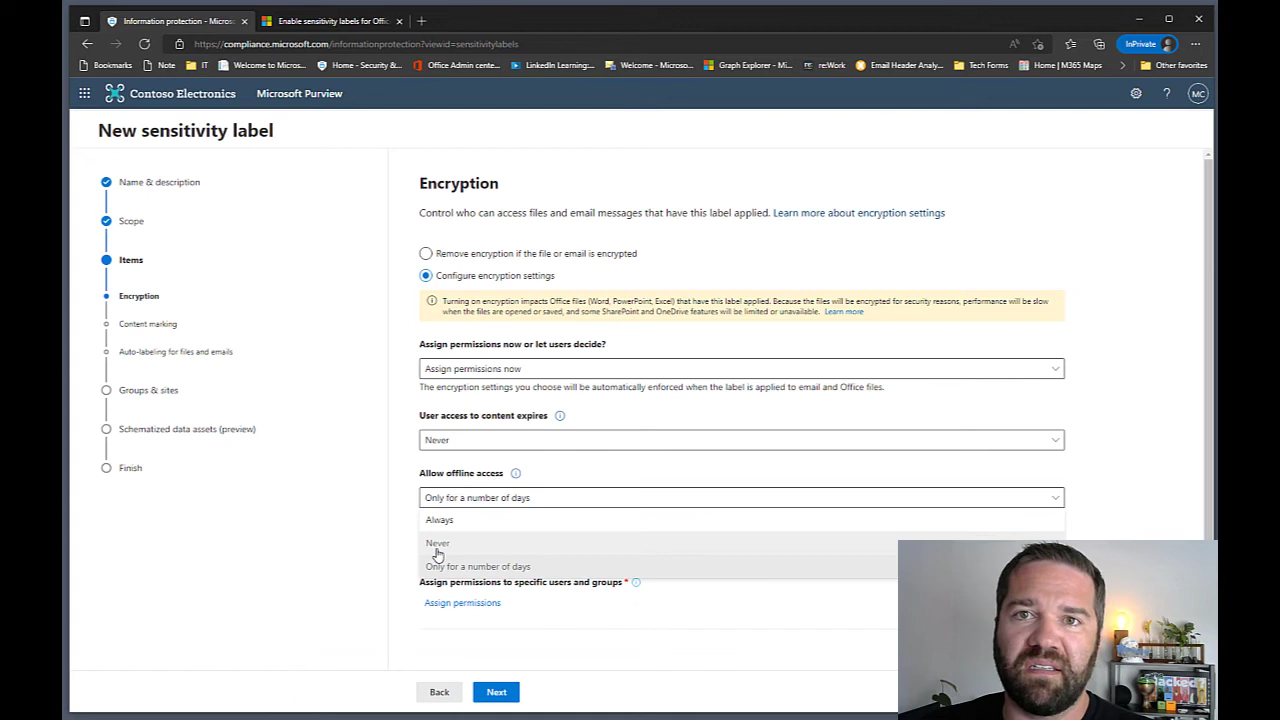 Information protection - Micros
Enable sensitivity labels for Offic
https://compliance.microsoft.com/informationprotection?viewid=sensitivitylabels
InPrivate
Bookmarks
Note
IT
Welcome to Micros...
Home - Security &...
Office Admin cente...
LinkedIn Learning:...
Welcome - Microso...
Graph Explorer - Mi...
re:Work
Email Header Analy...
Tech Forms
Home | M365 Maps
Other favorites
Contoso Electronics
Microsoft Purview
MC
New sensitivity label
Name & description
Scope
Items
Encryption
Content marking
Auto-labeling for files and emails
Groups & sites
Schematized data assets (preview)
Finish
Encryption
Control who can access files and email messages that have this label applied. Learn more about encryption settings
Remove encryption if the file or email is encrypted
Configure encryption settings
Turning on encryption impacts Office files (Word, PowerPoint, Excel) that have this label applied. Because the files will be encrypted for security reasons, performance will be slow
when the files are opened or saved, and some SharePoint and OneDrive features will be limited or unavailable. Learn more
Assign permissions now or let users decide?
Assign permissions now
The encryption settings you choose will be automatically enforced when the label is applied to email and Office files.
User access to content expires
Never
Allow offline access
Only for a number of days
Always
Never
Only for a number of days
Assign permissions to specific users and groups *
Assign permissions
Back
Next